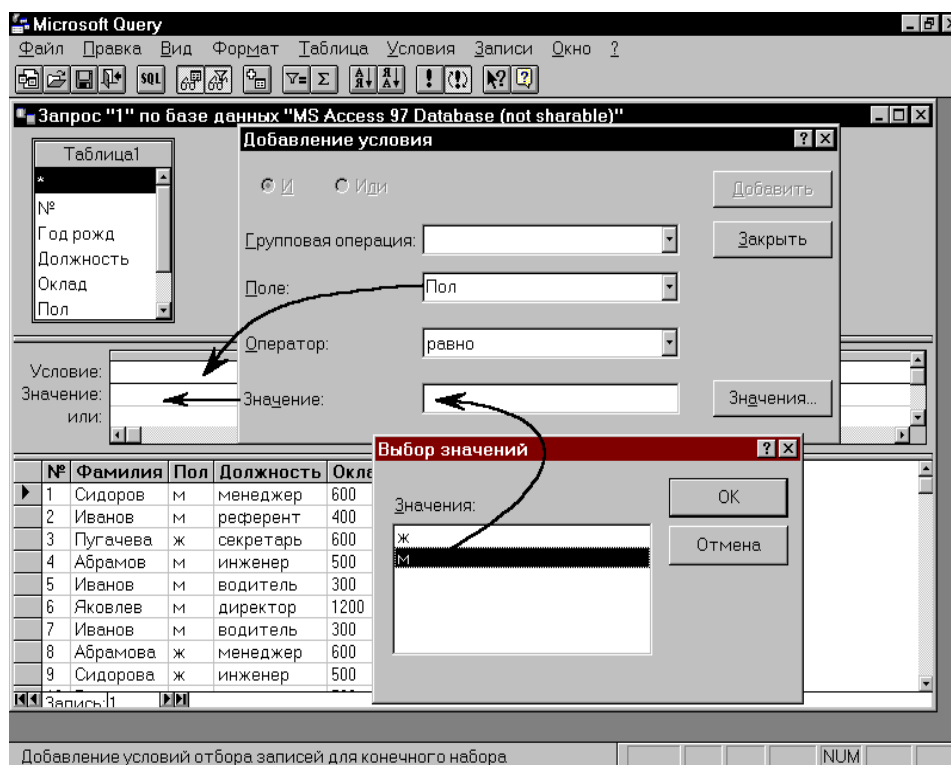 Microsoft Query
Файл Правка Вид Формат Таблица Условия Записи Окно ?
SQL
Запрос "1" по базе данных "MS Access 97 Database (not sharable)"
Таблица1
*
№
Год рожд
Должность
Оклад
Пол
Добавление условия
И Или
Добавить
Групповая операция:
Закрыть
Поле: Пол
Оператор: равно
Значение:
Значения...
Условие:
Значение:
или:
№ Фамилия Пол Должность Окла
1 Сидоров м менеджер 600
2 Иванов м референт 400
3 Пугачева ж секретарь 600
4 Абрамов м инженер 500
5 Иванов м водитель 300
6 Яковлев м директор 1200
7 Иванов м водитель 300
8 Абрамова ж менеджер 600
9 Сидорова ж инженер 500
Запись: 1
Выбор значений
Значения:
ж
м
OK
Отмена
Добавление условий отбора записей для конечного набора
NUM